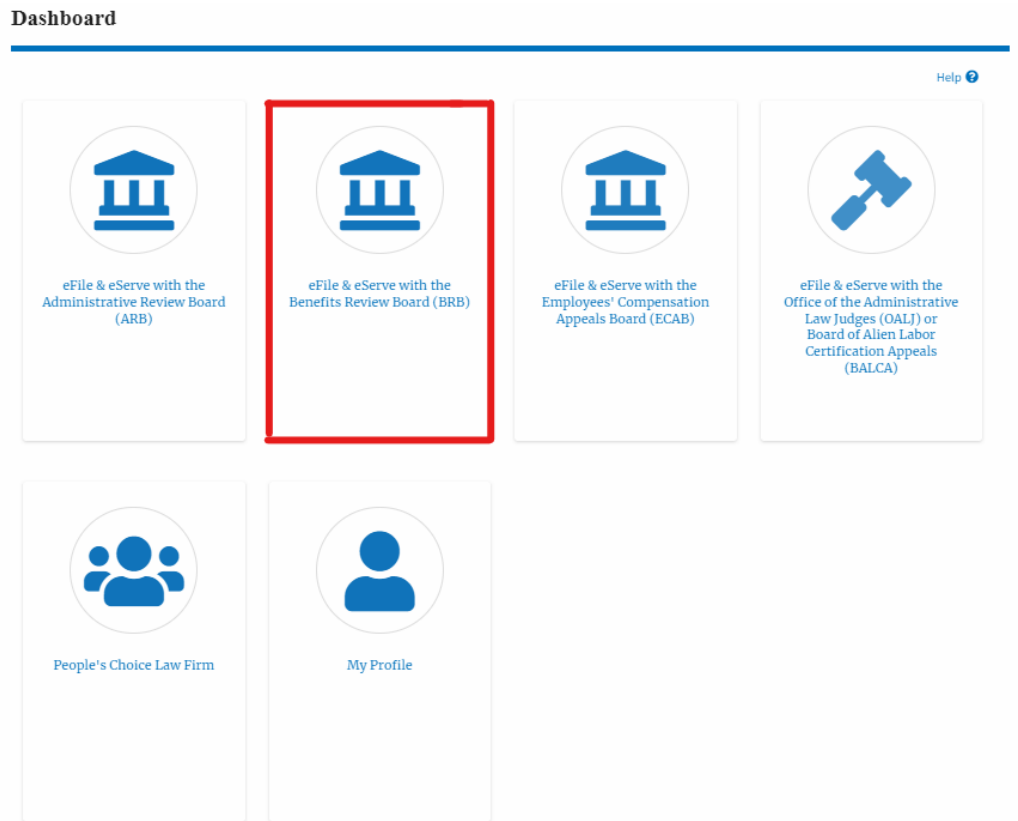 Dashboard
Help
eFile & eServe with the
Administrative Review Board
(ARB)
eFile & eServe with the
Benefits Review Board (BRB)
eFile & eServe with the
Employees' Compensation
Appeals Board (ECAB)
eFile & eServe with the
Office of the Administrative
Law Judges (OALJ) or
Board of Alien Labor
Certification Appeals
(BALCA)
People's Choice Law Firm
My Profile